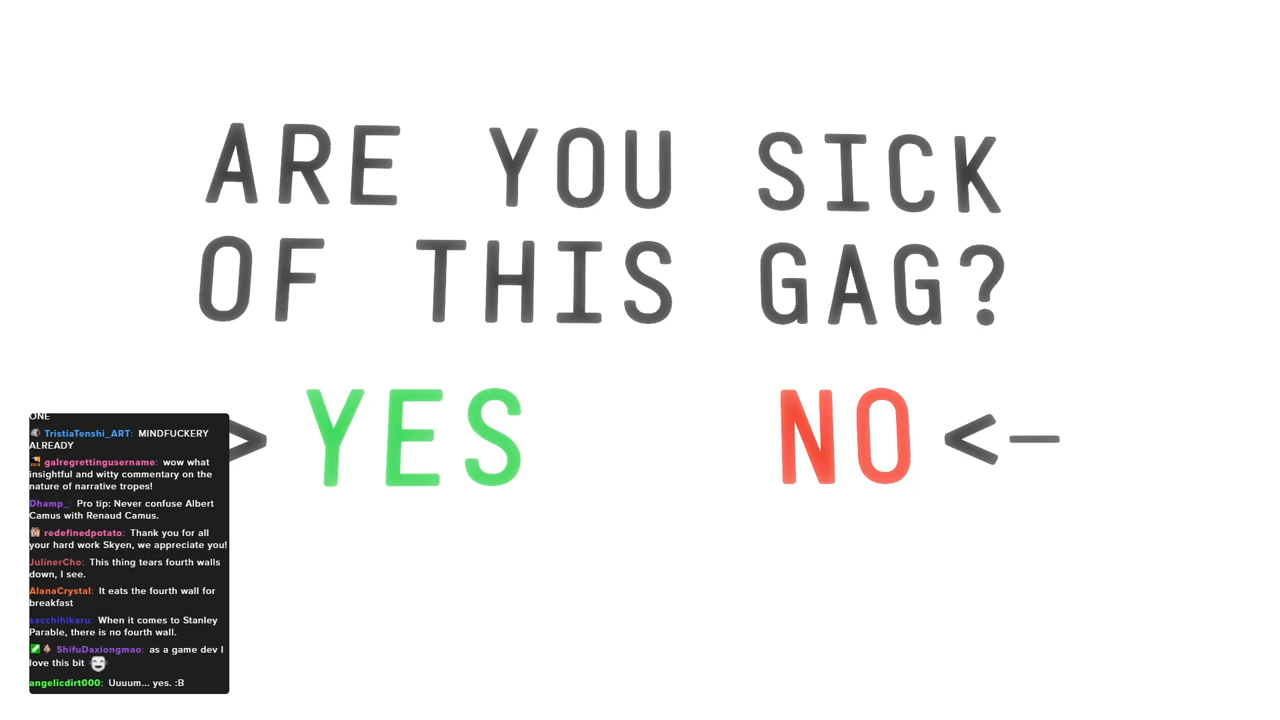 ARE YOU SICK
OF THIS GAG?
> YES NO <-
ONE
TristiaTenshi_ART: MINDFUCKERY
ALREADY
galregrettingusername: wow what
insightful and witty commentary on the
nature of narrative tropes!
Dhamp_: Pro tip: Never confuse Albert
Camus with Renaud Camus.
redefinedpotato: Thank you for all
your hard work Skyen, we appreciate you!
JulinerCho: This thing tears fourth walls
down, I see.
AlanaCrystal: It eats the fourth wall for
breakfast
sacchihikaru: When it comes to Stanley
Parable, there is no fourth wall.
ShifuDaxiongmao: as a game dev I
love this bit
angelicdirt000: Uuuum... yes. :B